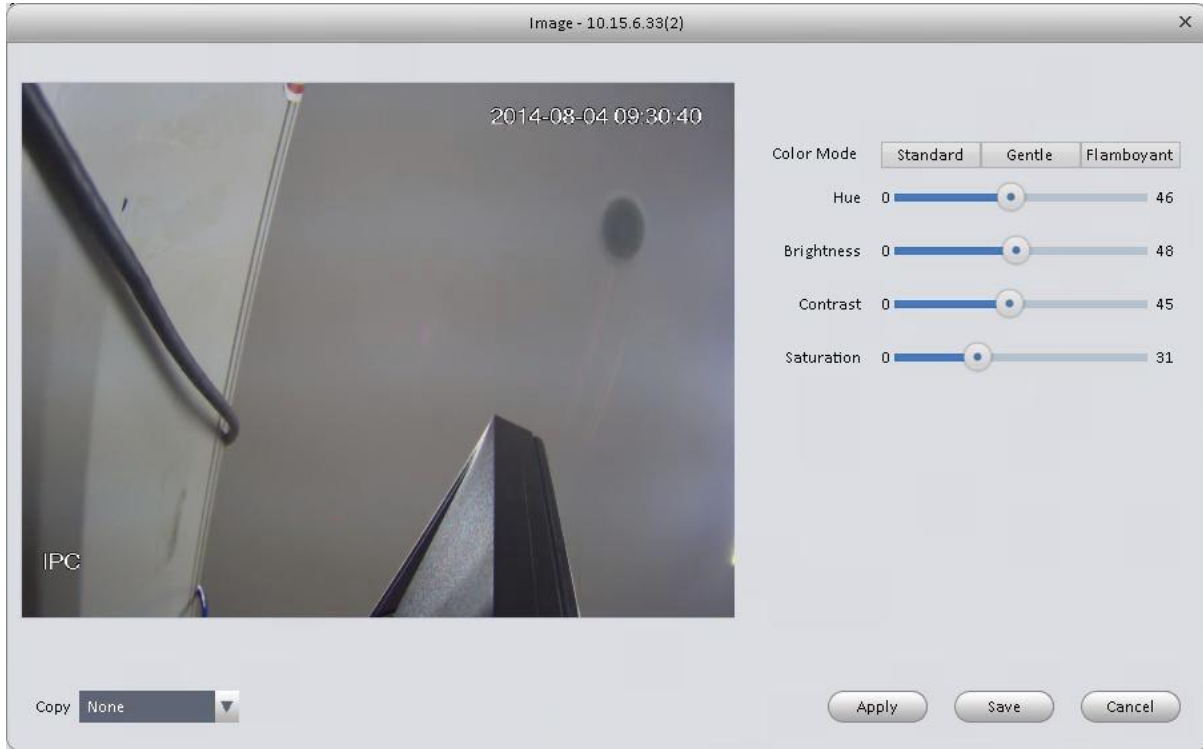 Image - 10.15.6.33(2)
2014-08-04 09:30:40
IPC
Color Mode Standard Gentle Flamboyant
Hue 0 46
Brightness 0 48
Contrast 0 45
Saturation 0 31
Copy None
Apply Save Cancel